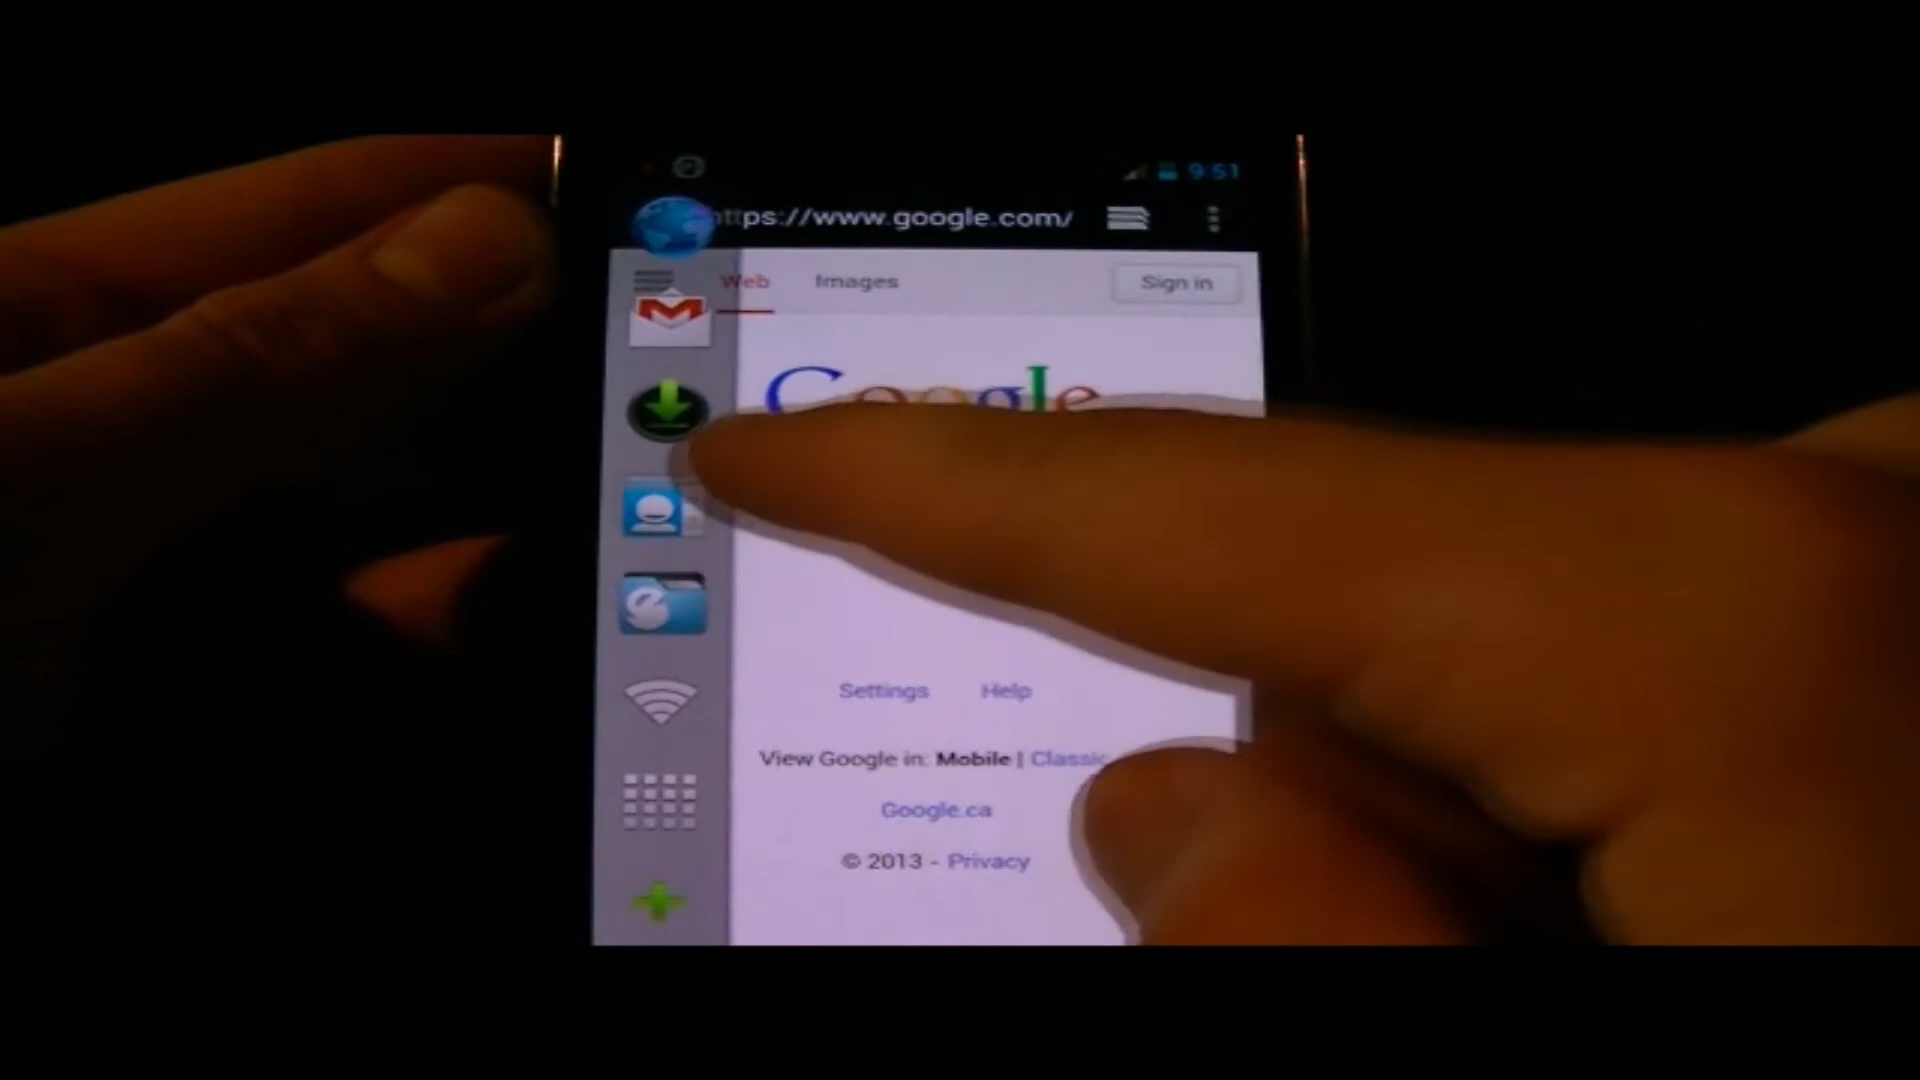 9:51
ttps://www.google.com/
Web Images Sign in
Google
Settings Help
View Google in: Mobile | Classic
Google.ca
© 2013 - Privacy